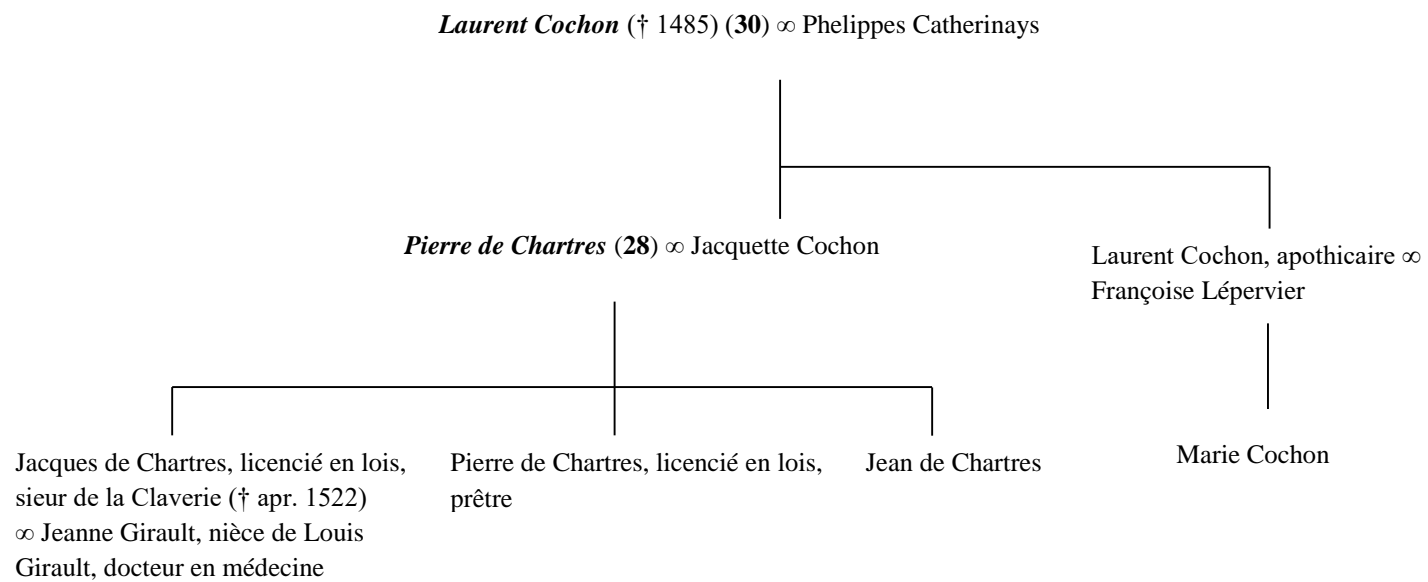 Laurent Cochon († 1485) (30) ∞ Phelippes Catherinays
Pierre de Chartres (28) ∞ Jacquette Cochon
Laurent Cochon, apothicaire ∞
Françoise Lépervier
Jacques de Chartres, licencié en lois,
sieur de la Claverie († apr. 1522)
∞ Jeanne Girault, nièce de Louis
Girault, docteur en médecine
Pierre de Chartres, licencié en lois,
prêtre
Jean de Chartres
Marie Cochon